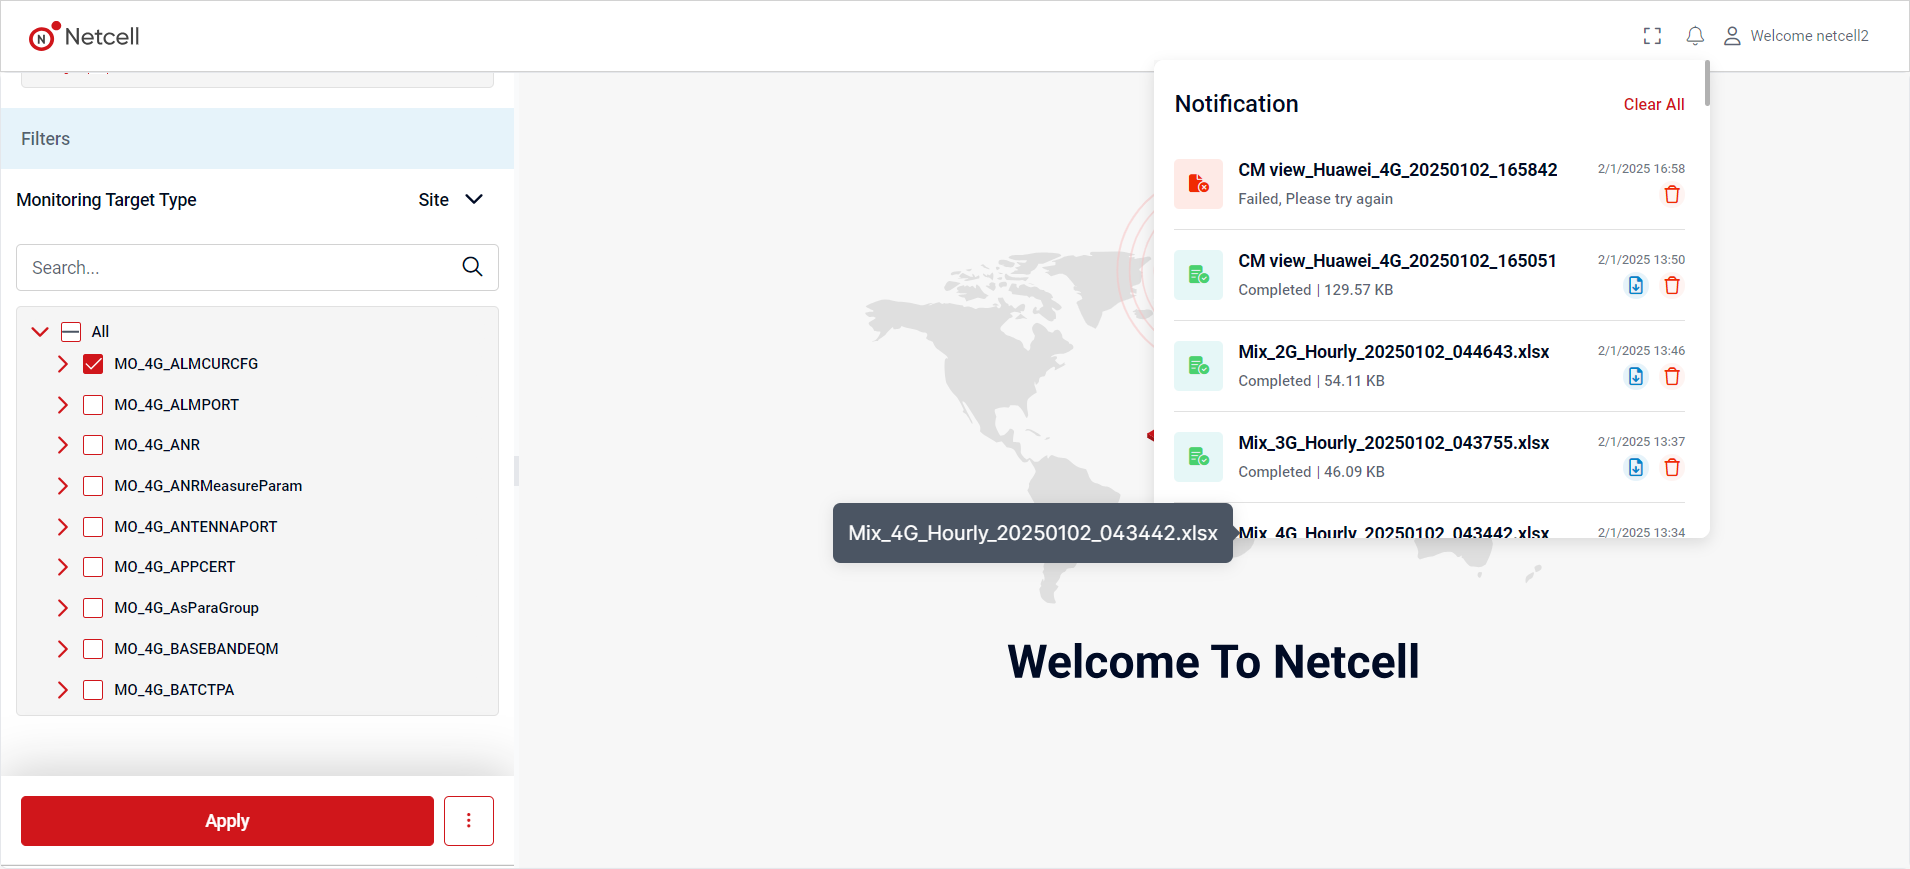 Netcell
Welcome netcell2
Filters
Monitoring Target Type
Site
Search...
All
MO_4G_ALMCURCFG
MO_4G_ALMPORT
MO_4G_ANR
MO_4G_ANRMeasureParam
MO_4G_ANTENNAPORT
MO_4G_APPCERT
MO_4G_AsParaGroup
MO_4G_BASEBANDEQM
MO_4G_BATCTPA
Apply
Notification
Clear All
CM view_Huawei_4G_20250102_165842
2/1/2025 16:58
Failed, Please try again
CM view_Huawei_4G_20250102_165051
2/1/2025 13:50
Completed | 129.57 KB
Mix_2G_Hourly_20250102_044643.xlsx
2/1/2025 13:46
Completed | 54.11 KB
Mix_3G_Hourly_20250102_043755.xlsx
2/1/2025 13:37
Completed | 46.09 KB
Mix_4G_Hourly_20250102_043442.xlsx
Mix_4G_Hourly_20250102_043442.xlsx
2/1/2025 13:34
Welcome To Netcell